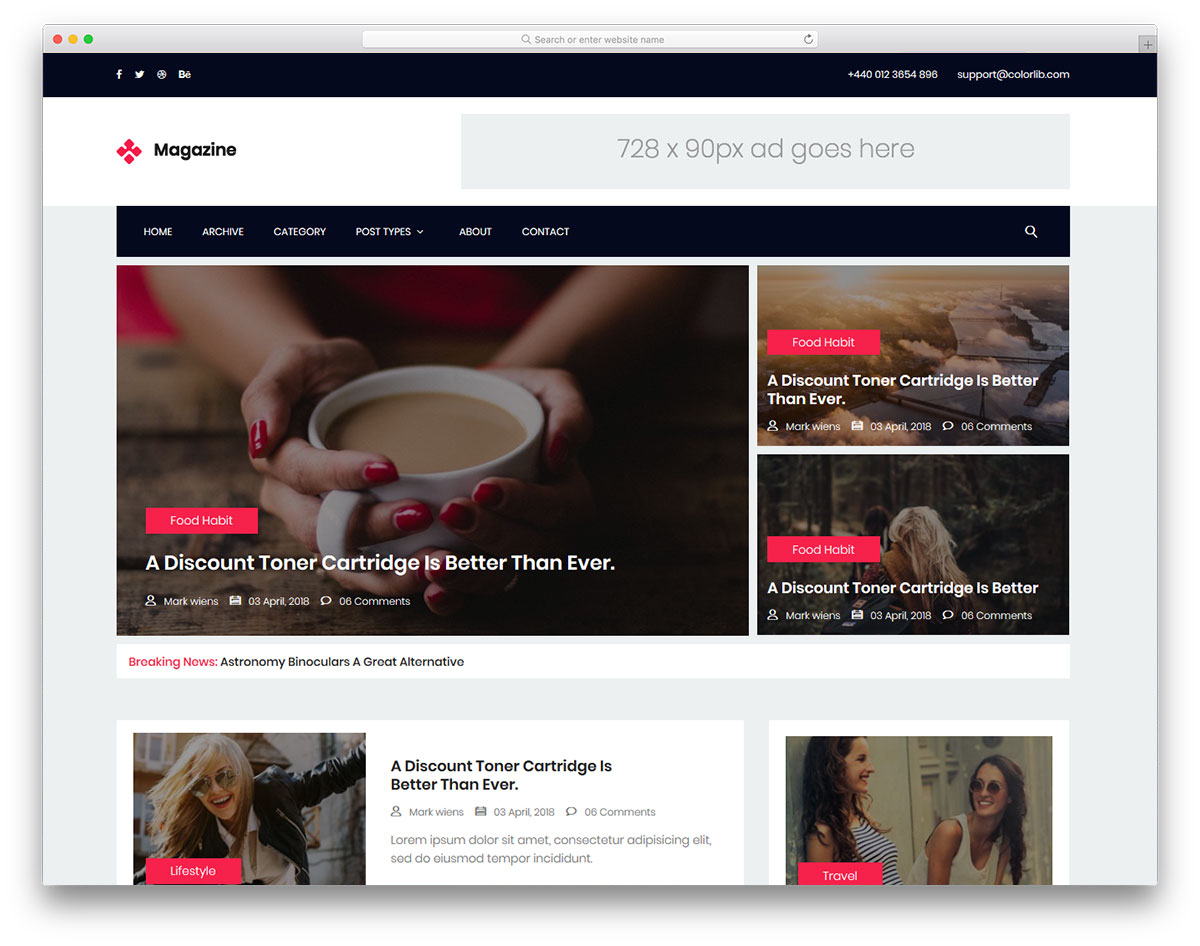 Search or enter website name
Bē +440 012 3654 896 support@colorlib.com
Magazine
728 x 90px ad goes here
HOME ARCHIVE CATEGORY POST TYPES ABOUT CONTACT
Food Habit
A Discount Toner Cartridge Is Better Than Ever.
Mark wiens 03 April, 2018 06 Comments
Food Habit
A Discount Toner Cartridge Is Better
Than Ever.
Mark wiens 03 April, 2018 06 Comments
Food Habit
A Discount Toner Cartridge Is Better
Mark wiens 03 April, 2018 06 Comments
Breaking News: Astronomy Binoculars A Great Alternative
Lifestyle
A Discount Toner Cartridge Is
Better Than Ever.
Mark wiens 03 April, 2018 06 Comments
Lorem ipsum dolor sit amet, consectetur adipisicing elit,
sed do eiusmod tempor incididunt.
Travel